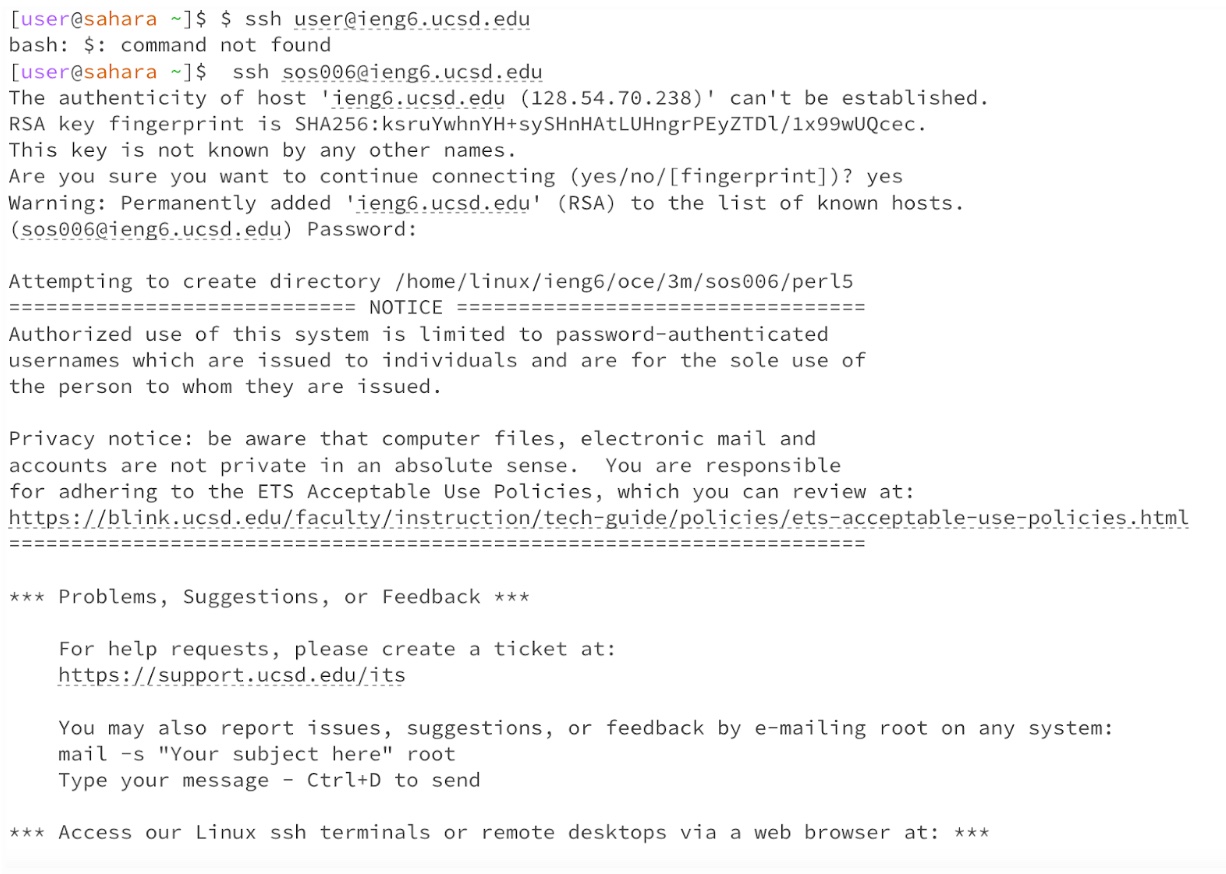 [user@sahara ~]$ $ ssh user@ieng6.ucsd.edu
bash: $: command not found
[user@sahara ~]$  ssh sos006@ieng6.ucsd.edu
The authenticity of host 'ieng6.ucsd.edu (128.54.70.238)' can't be established.
RSA key fingerprint is SHA256:ksruYwhnYH+sySHnHAtLUHngrPEyZTDl/1x99wUQcec.
This key is not known by any other names.
Are you sure you want to continue connecting (yes/no/[fingerprint])? yes
Warning: Permanently added 'ieng6.ucsd.edu' (RSA) to the list of known hosts.
(sos006@ieng6.ucsd.edu) Password:
Attempting to create directory /home/linux/ieng6/oce/3m/sos006/perl5
============================ NOTICE =================================
Authorized use of this system is limited to password-authenticated
usernames which are issued to individuals and are for the sole use of
the person to whom they are issued.
Privacy notice: be aware that computer files, electronic mail and
accounts are not private in an absolute sense.  You are responsible
for adhering to the ETS Acceptable Use Policies, which you can review at:
https://blink.ucsd.edu/faculty/instruction/tech-guide/policies/ets-acceptable-use-policies.html
=====================================================================
*** Problems, Suggestions, or Feedback ***
    For help requests, please create a ticket at:
    https://support.ucsd.edu/its
    You may also report issues, suggestions, or feedback by e-mailing root on any system:
    mail -s "Your subject here" root
    Type your message - Ctrl+D to send
*** Access our Linux ssh terminals or remote desktops via a web browser at: ***